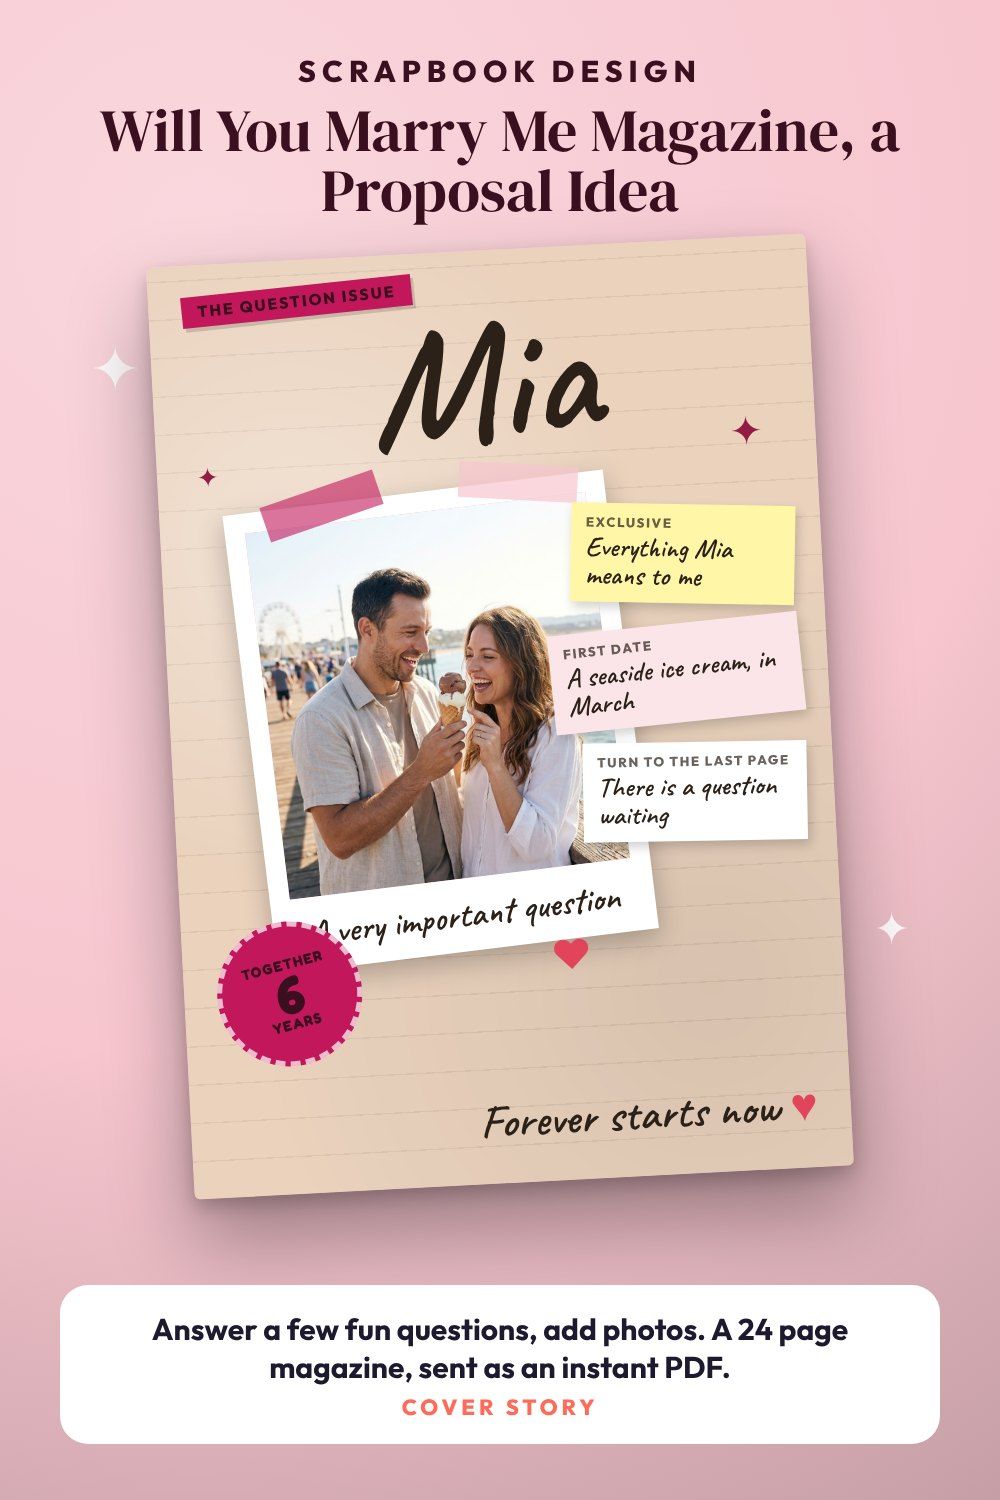 SCRAPBOOK DESIGN
Will You Marry Me Magazine, a
Proposal Idea
THE QUESTION ISSUE
Mia
EXCLUSIVE
Everything Mia
means to me
FIRST DATE
A seaside ice cream, in
March
TURN TO THE LAST PAGE
There is a question
waiting
A very important question
TOGETHER
6
YEARS
Forever starts now
Answer a few fun questions, add photos. A 24 page
magazine, sent as an instant PDF.
COVER STORY